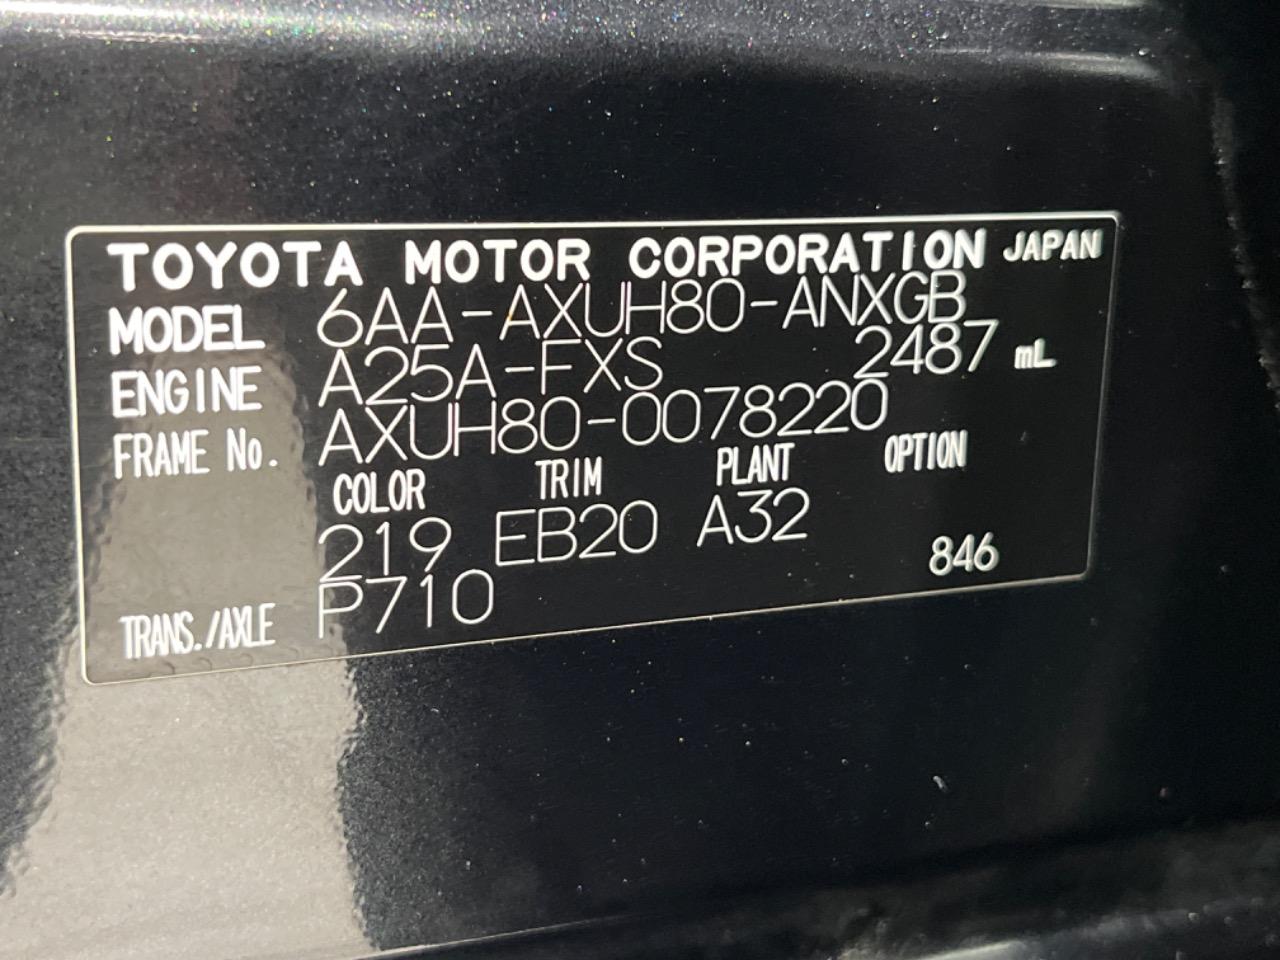 TOYOTA MOTOR CORPORATION JAPAN
MODEL 6AA-AXUH80-ANXGB
ENGINE A25A-FXS 2487 mL
FRAME No. AXUH80-0078220
COLOR TRIM PLANT OPTION
219 EB20 A32
846
TRANS./AXLE P710